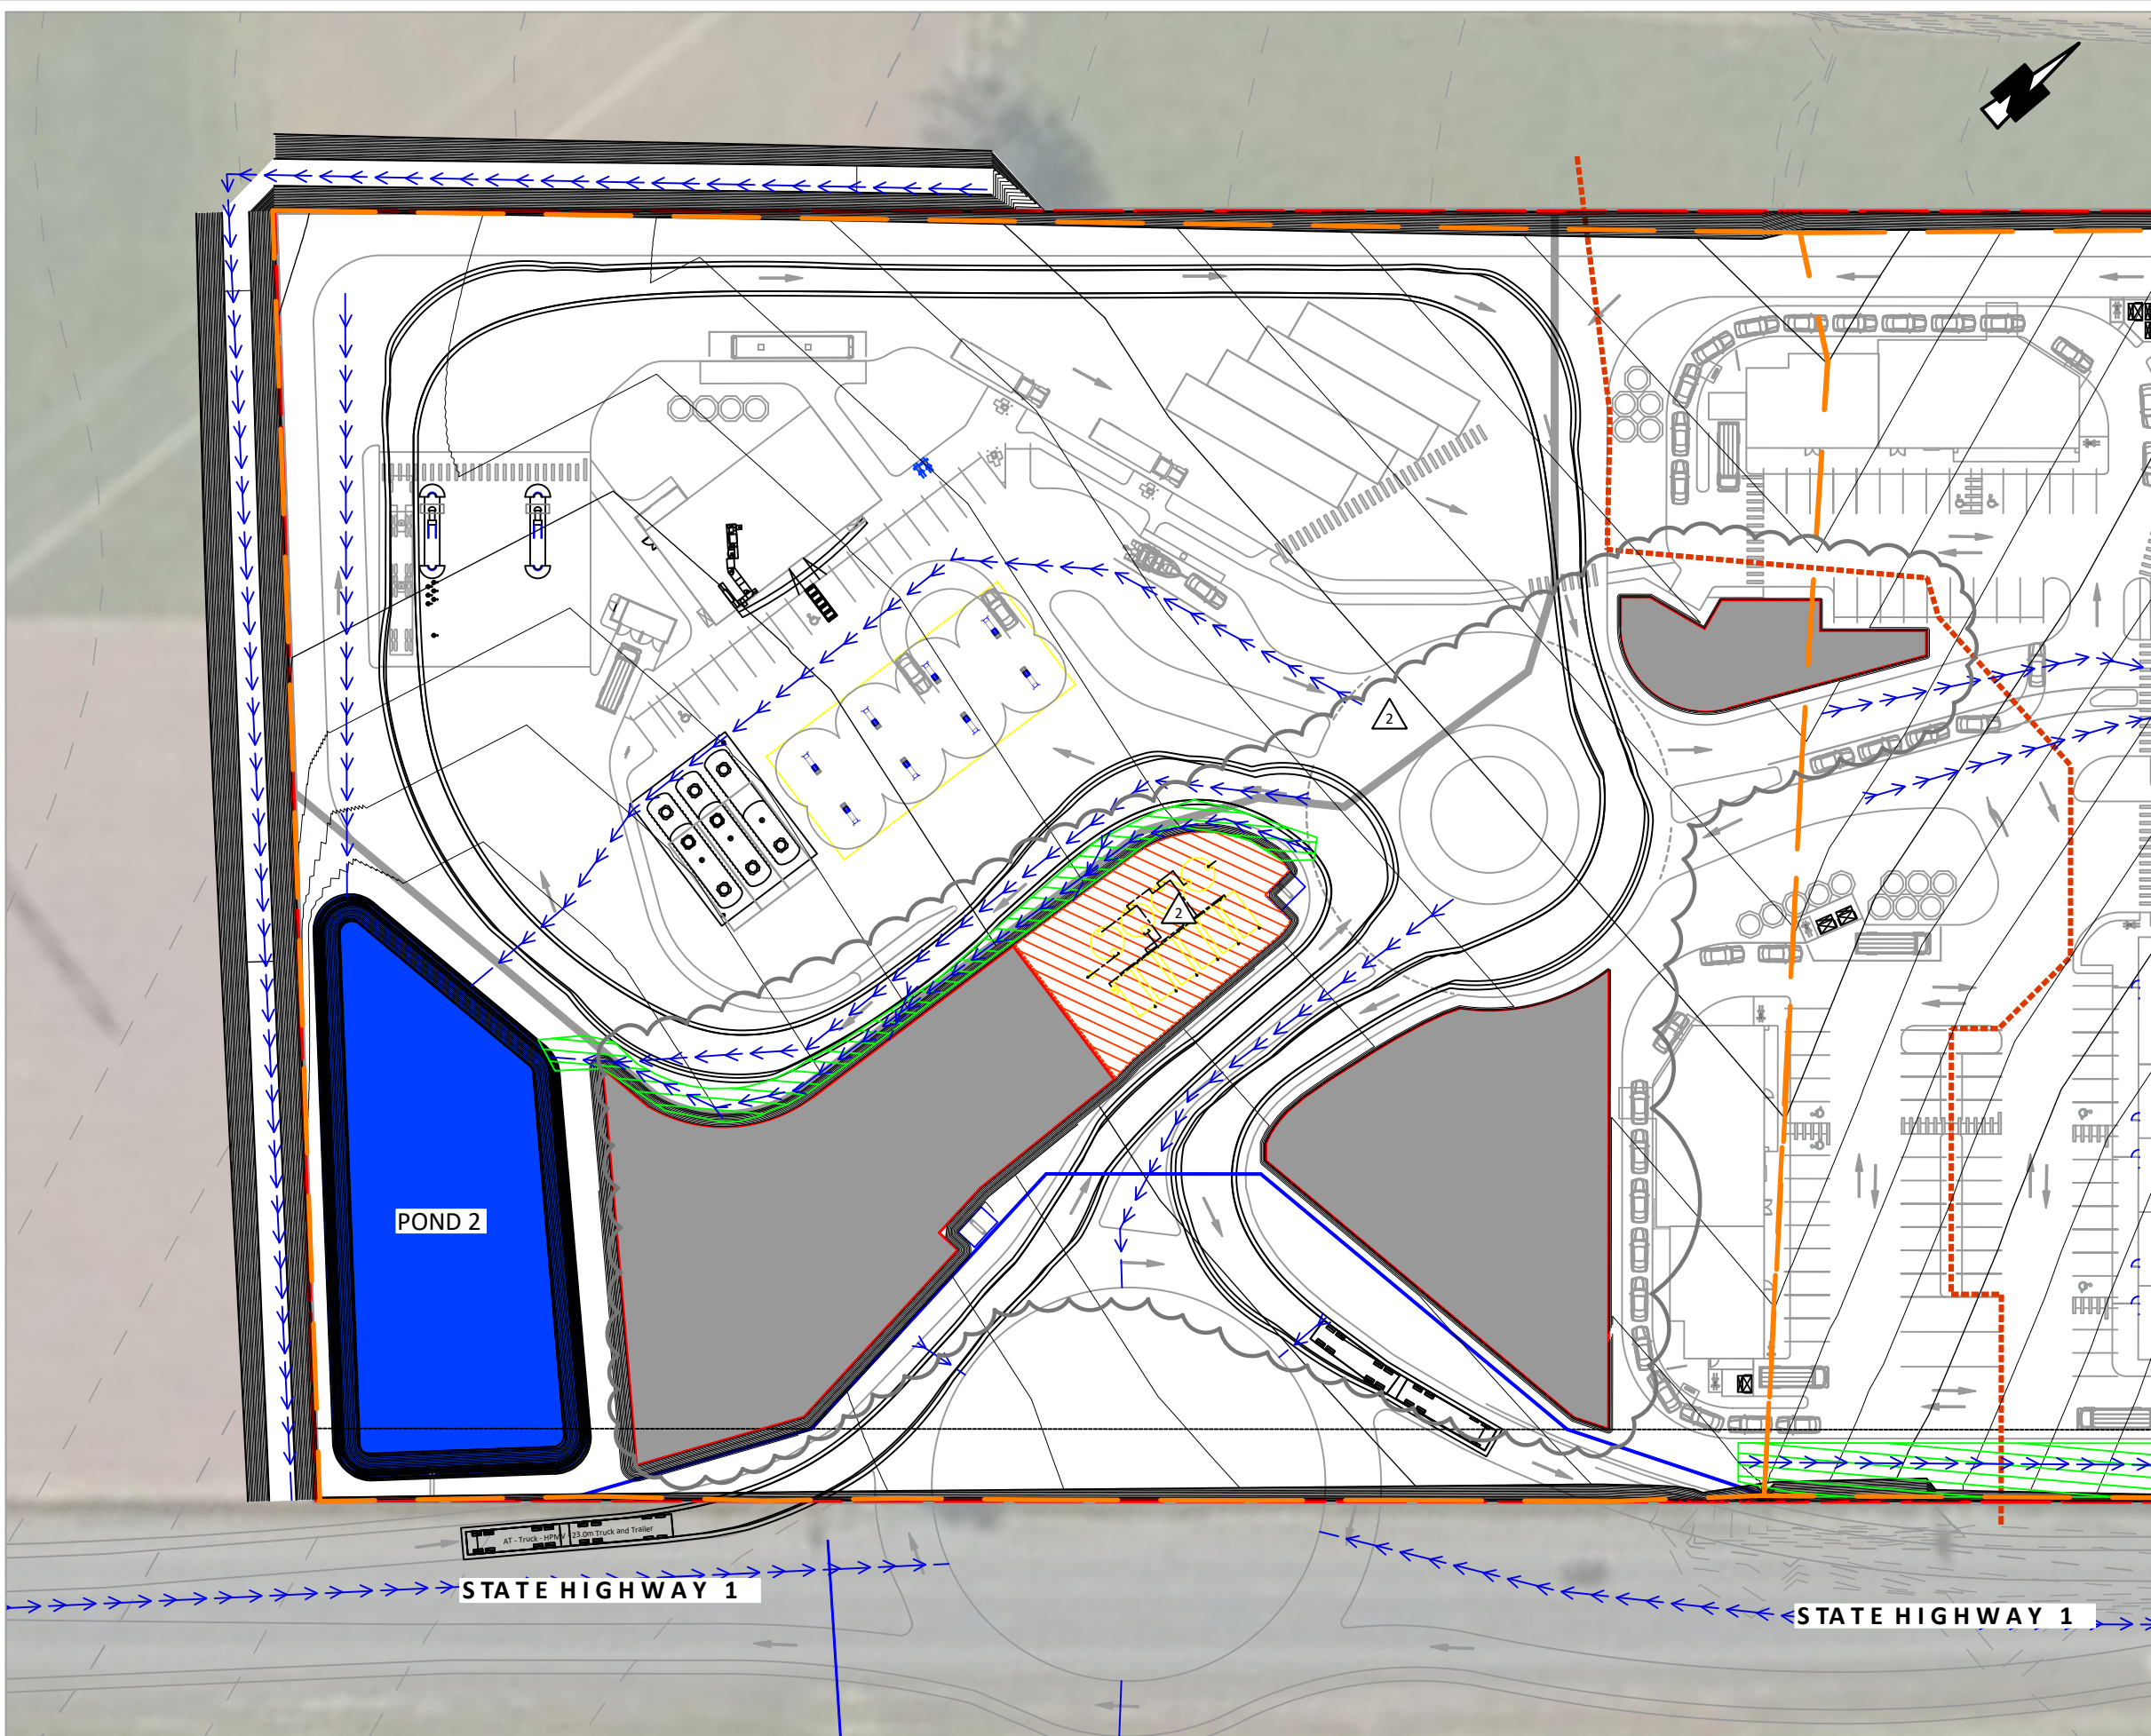 2
2
POND 2
AT - Truck - HPMV - 23.0m Truck and Trailer
STATE HIGHWAY 1
STATE HIGHWAY 1